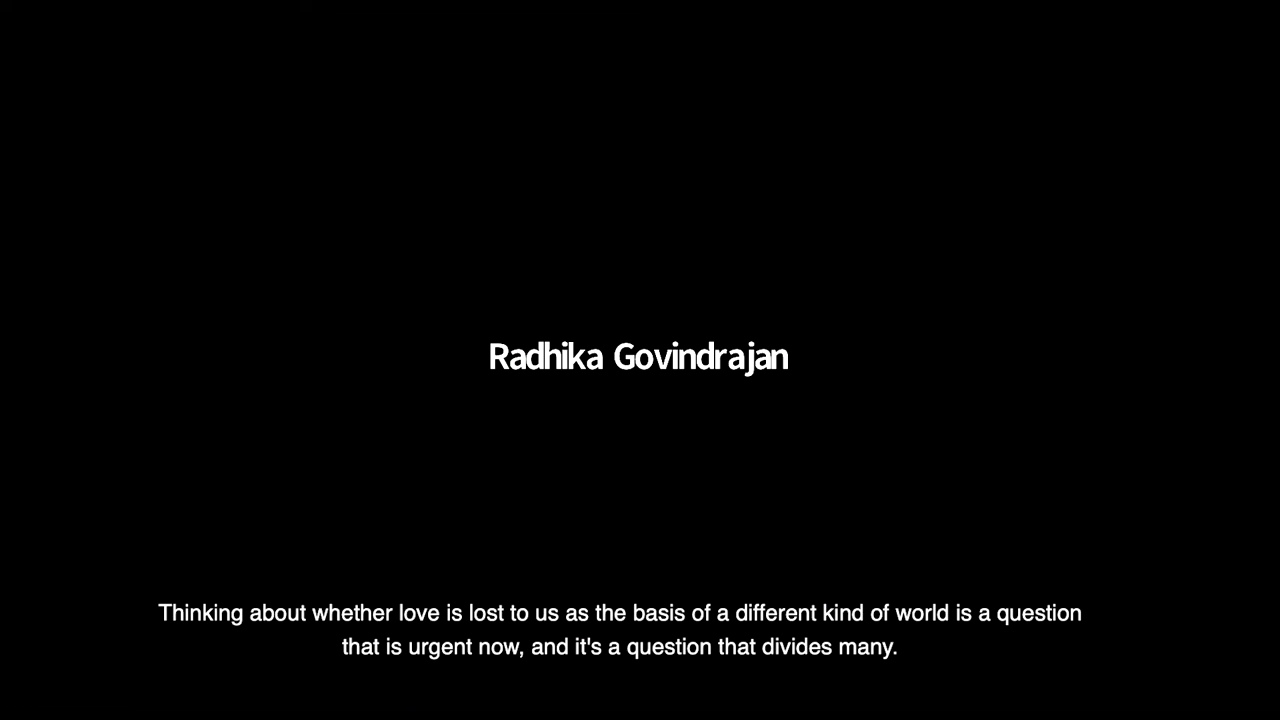 Radhika Govindrajan
Thinking about whether love is lost to us as the basis of a different kind of world is a question
that is urgent now, and it's a question that divides many.